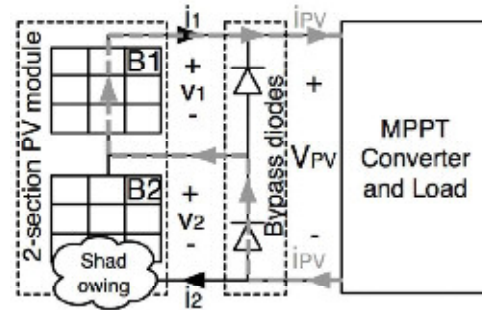 i1
iPV
2-section PV module
B1
+
V1
-
Bypass diodes
+
VPV
-
MPPT
Converter
and Load
B2
+
V2
-
Shad
owing
i2
iPV